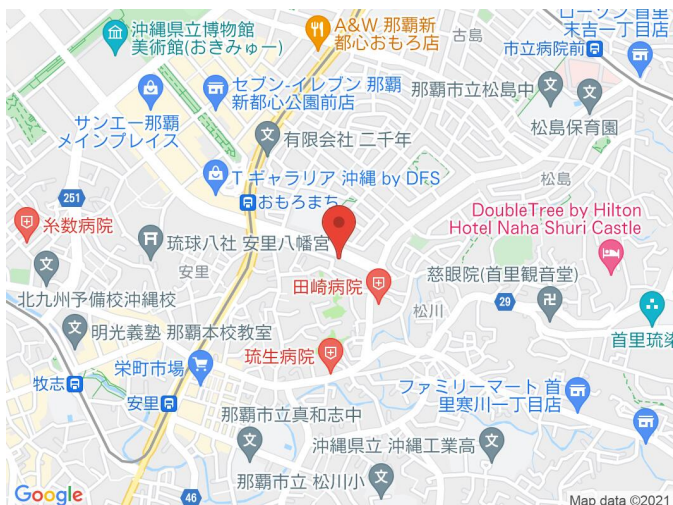 沖縄県立博物館
美術館(おきみゅー)
A&W 那覇新
都心おもろ店
古島
ローソン 首里
末吉一丁目店
市立病院前
セブン-イレブン 那覇
新都心公園前店
那覇市立松島中
サンエー那覇
メインプレイス
有限会社 二千年
松島保育園
T ギャラリア 沖縄 by DFS
松島
251
おもろまち
糸数病院
DoubleTree by Hilton
Hotel Naha Shuri Castle
琉球八社 安里八幡宮
安里
田崎病院
慈眼院(首里観音堂)
北九州予備校沖縄校
29
松川
明光義塾 那覇本校教室
首里琉染
琉生病院
栄町市場
牧志
安里
ファミリーマート 首
里寒川一丁目店
那覇市立真和志中
沖縄県立 沖縄工業高
那覇市立 松川小
46
Google
Map data ©2021